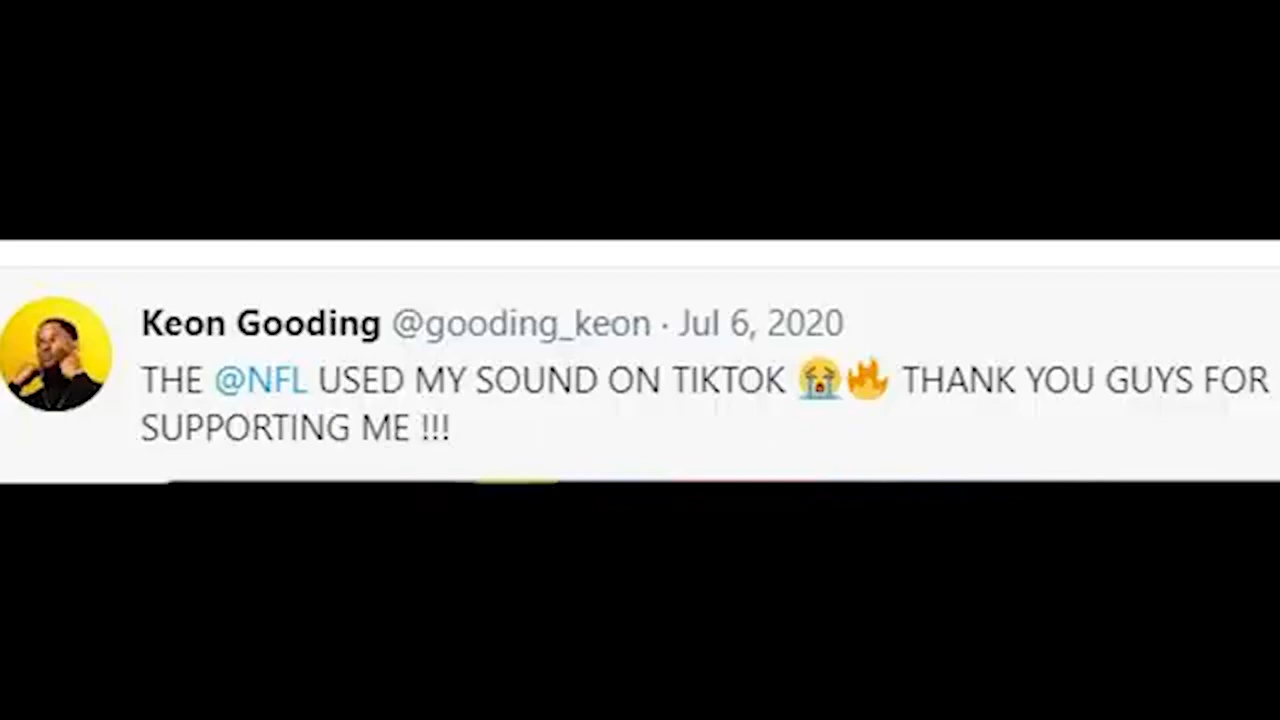 Keon Gooding @gooding_keon · Jul 6, 2020
THE @NFL USED MY SOUND ON TIKTOK 😭🔥 THANK YOU GUYS FOR
SUPPORTING ME !!!